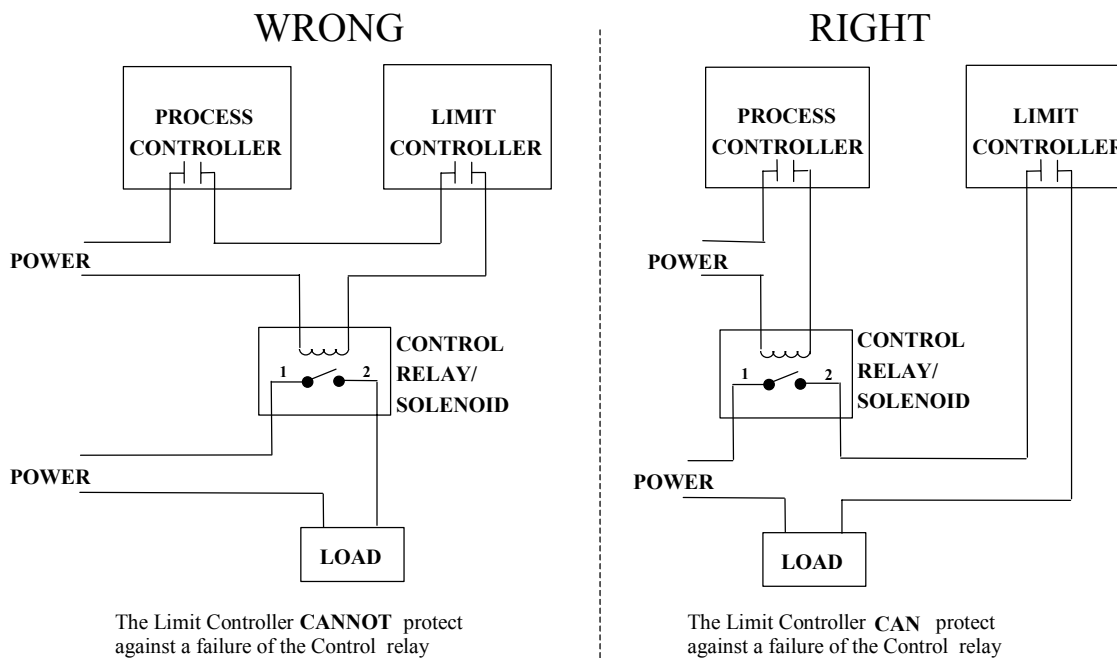 WRONG
PROCESS
CONTROLLER
LIMIT
CONTROLLER
POWER
CONTROL
RELAY/
SOLENOID
1
2
POWER
LOAD
The Limit Controller CANNOT protect
against a failure of the Control relay
RIGHT
PROCESS
CONTROLLER
LIMIT
CONTROLLER
POWER
CONTROL
RELAY/
SOLENOID
1
2
POWER
LOAD
The Limit Controller CAN protect
against a failure of the Control relay